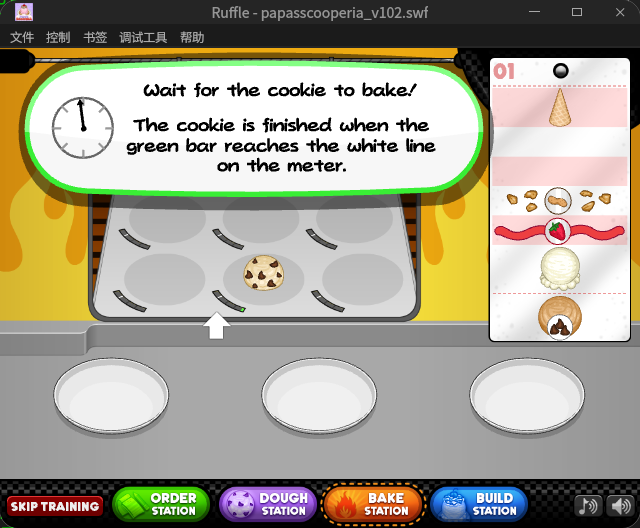 Ruffle - papasscooperia_v102.swf
文件 控制 书签 调试工具 帮助
Wait for the cookie to bake!
The cookie is finished when the
green bar reaches the white line
on the meter.
01
SKIP TRAINING
ORDER
STATION
DOUGH
STATION
BAKE
STATION
BUILD
STATION